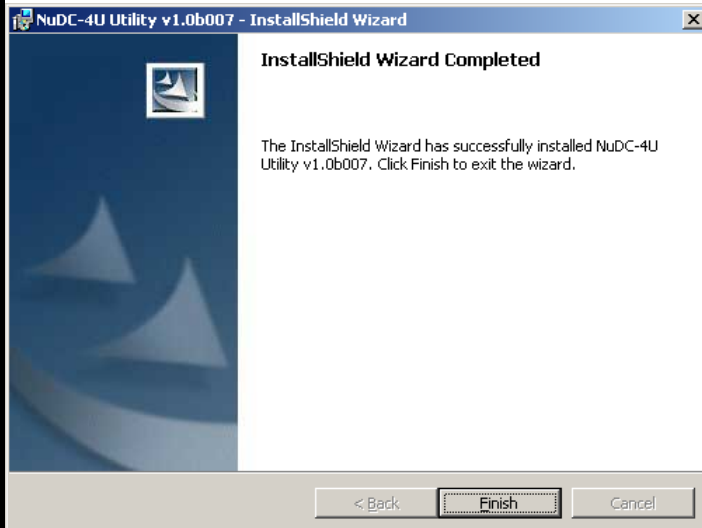 NuDC-4U Utility v1.0b007 - InstallShield Wizard
InstallShield Wizard Completed
The InstallShield Wizard has successfully installed NuDC-4U
Utility v1.0b007. Click Finish to exit the wizard.
< Back Finish Cancel